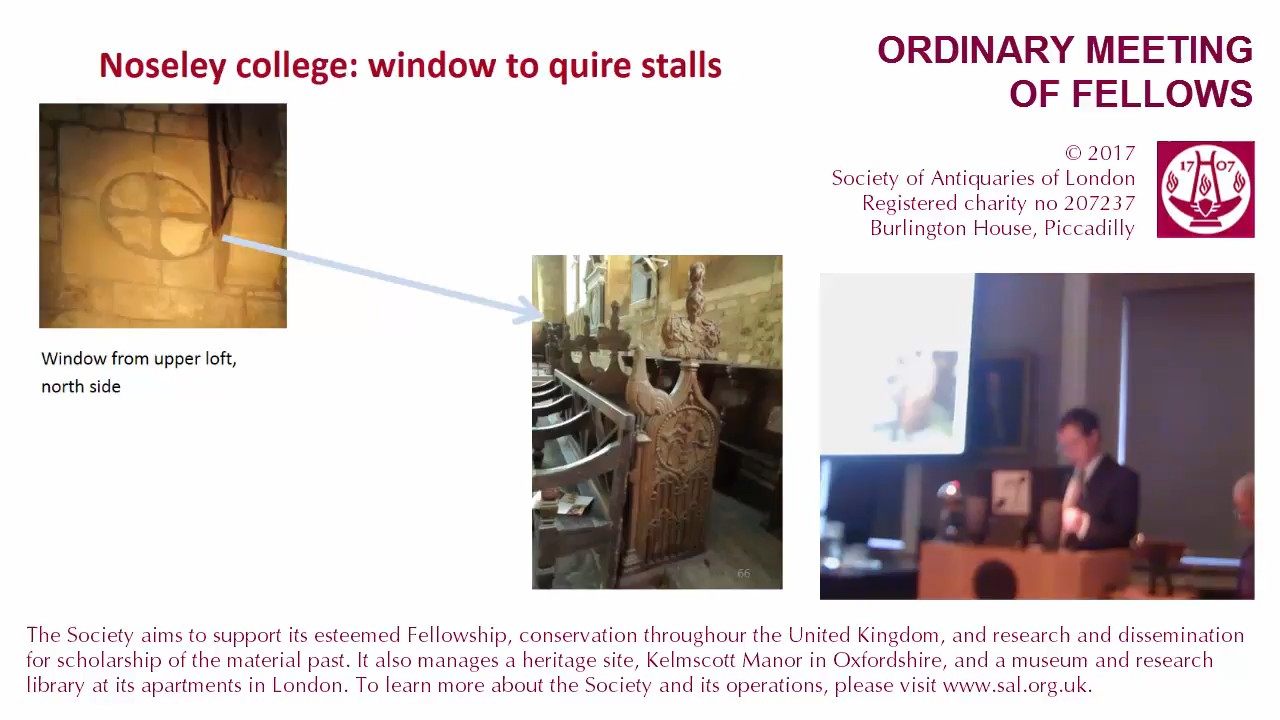 Noseley college: window to quire stalls
ORDINARY MEETING
OF FELLOWS
© 2017
Society of Antiquaries of London
Registered charity no 207237
Burlington House, Piccadilly
17 07
Window from upper loft,
north side
66
The Society aims to support its esteemed Fellowship, conservation throughour the United Kingdom, and research and dissemination
for scholarship of the material past. It also manages a heritage site, Kelmscott Manor in Oxfordshire, and a museum and research
library at its apartments in London. To learn more about the Society and its operations, please visit www.sal.org.uk.